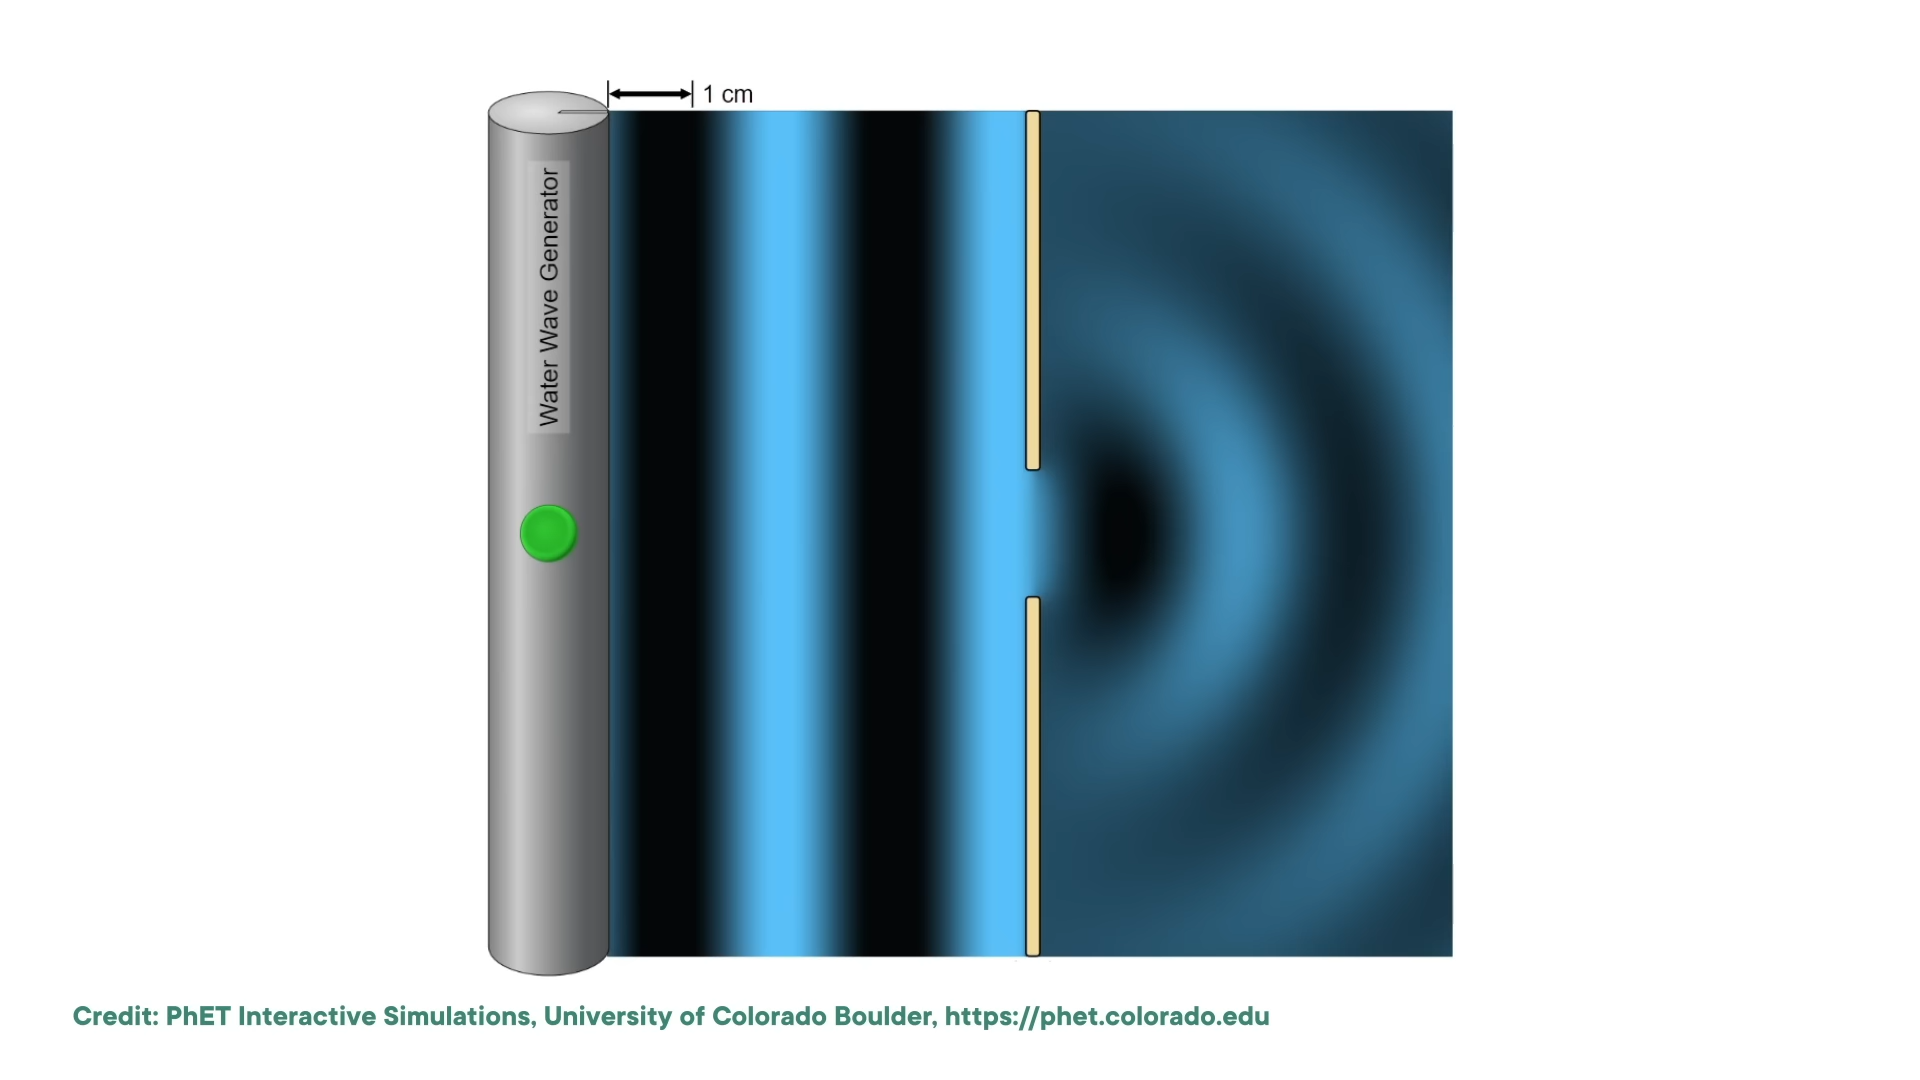 1 cm
Water Wave Generator
Credit: PhET Interactive Simulations, University of Colorado Boulder, https://phet.colorado.edu